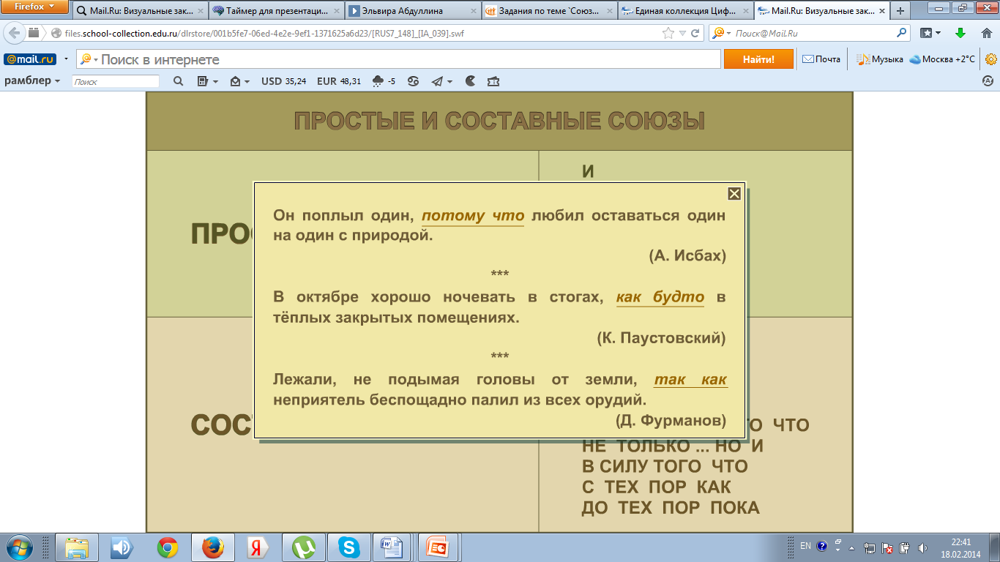 Firefox
Mail.Ru: Визуальные зак...
Таймер для презентаци...
Эльвира Абдуллина
Задания по теме `Союз...
Единая коллекция Циф...
Mail.Ru: Визуальные зак...
files.school-collection.edu.ru/dlrstore/001b5fe7-06ed-4e2e-9ef1-1371625a6d23/[RUS7_148]_[IA_039].swf
Поиск@Mail.Ru
@mail.ru
Поиск в интернете
Найти!
Почта
Музыка
Москва +2°C
рамблер
Поиск
USD 35,24
EUR 48,31
-5
ПРОСТЫЕ И СОСТАВНЫЕ СОЮЗЫ
И
ПРО
Он поплыл один, потому что любил оставаться один
на один с природой.
(А. Исбах)
***
В октябре хорошо ночевать в стогах, как будто в
тёплых закрытых помещениях.
(К. Паустовский)
***
Лежали, не подымая головы от земли, так как
неприятель беспощадно палил из всех орудий.
(Д. Фурманов)
СОС
ЧТО
НЕ ТОЛЬКО ... НО И
В СИЛУ ТОГО ЧТО
С ТЕХ ПОР КАК
ДО ТЕХ ПОР ПОКА
EN
22:41
18.02.2014